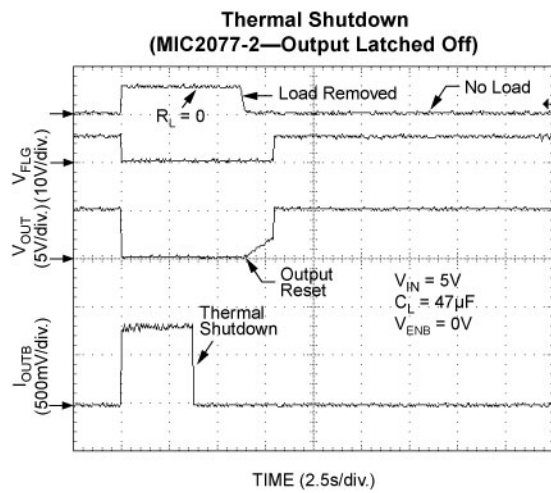 Thermal Shutdown
(MIC2077-2—Output Latched Off)
Load Removed
No Load
R_L = 0
V_FLG
(10V/div.)
V_OUT
(5V/div.)
Output
Reset
V_IN = 5V
C_L = 47µF
V_ENB = 0V
Thermal
Shutdown
I_OUTB
(500mV/div.)
TIME (2.5s/div.)